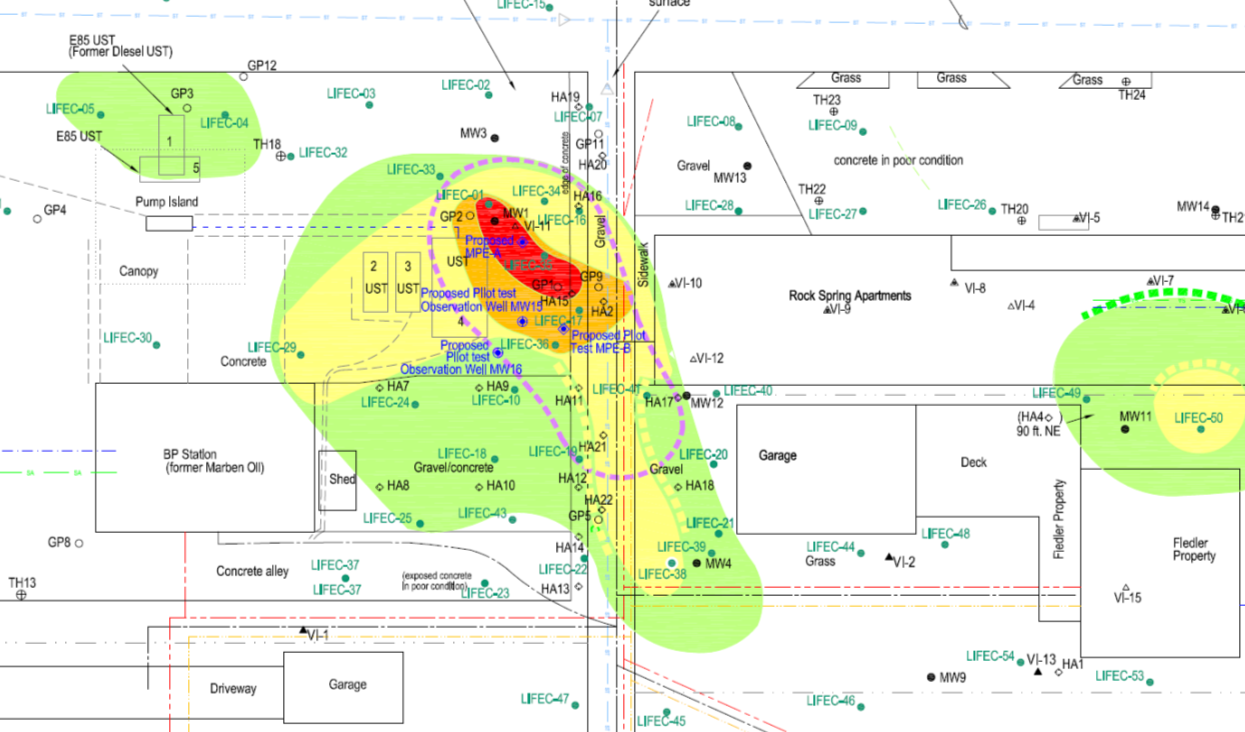 LIFEC-15
surface
E85 UST
(Former Diesel UST)
GP12
GP3
LIFEC-05
LIFEC-04
E85 UST
1
5
TH18
LIFEC-32
LIFEC-03
LIFEC-02
MW3
HA19
LIFEC-07
GP11
HA20
edge of concrete
LIFEC-08
Gravel
MW13
LIFEC-28
Grass
Grass
Grass
TH24
TH23
LIFEC-09
concrete in poor condition
TH22
LIFEC-27
LIFEC-26
TH20
VI-5
MW14
GP4
Pump Island
Canopy
LIFEC-33
LIFEC-01
LIFEC-34
HA16
LIFEC-16
GP2
MW1
VI-11
Proposed
MPE-A
UST
2
UST
3
UST
4
GP1
GP9
HA15
HA2
Gravel
Sidewalk
Proposed Pilot test
Observation Well MW15
LIFEC-17
Proposed Pilot
Test MPE-B
LIFEC-36
Proposed
Pilot test
Observation Well MW16
VI-10
Rock Spring Apartments
VI-9
VI-8
VI-4
VI-7
VI-12
LIFEC-30
LIFEC-29
Concrete
HA7
LIFEC-24
HA9
LIFEC-10
HA11
LIFEC-41
HA17
MW12
LIFEC-40
LIFEC-49
(HA4
90 ft. NE
MW11
LIFEC-50
BP Station
(former Marben Oil)
Shed
LIFEC-18
Gravel/concrete
HA8
HA10
LIFEC-19
HA21
HA12
HA22
GP5
Gravel
LIFEC-20
HA18
Garage
Deck
Fiedler Property
Fiedler
Property
LIFEC-25
LIFEC-43
LIFEC-21
LIFEC-39
MW4
LIFEC-38
LIFEC-44
Grass
VI-2
LIFEC-48
GP8
TH13
Concrete alley
LIFEC-37
LIFEC-37
(exposed concrete
in poor condition)
LIFEC-23
HA14
LIFEC-22
HA13
VI-15
VI-1
Driveway
Garage
LIFEC-47
LIFEC-45
LIFEC-46
MW9
LIFEC-54
VI-13
HA1
LIFEC-53